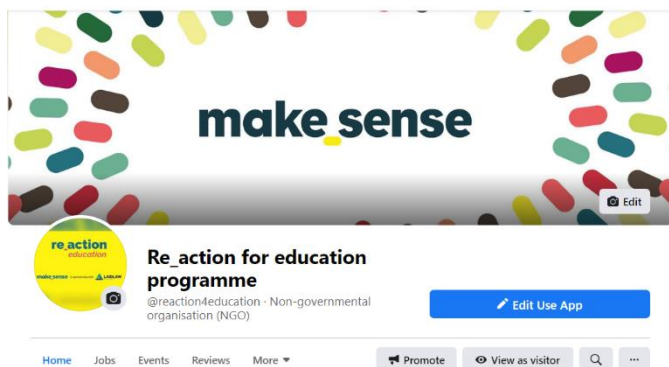 make_sense
Edit
re_action
education
make_sense
LABLAW
Re_action for education
programme
@reaction4education · Non-governmental
organisation (NGO)
Edit Use App
Home Jobs Events Reviews More
Promote View as visitor ...